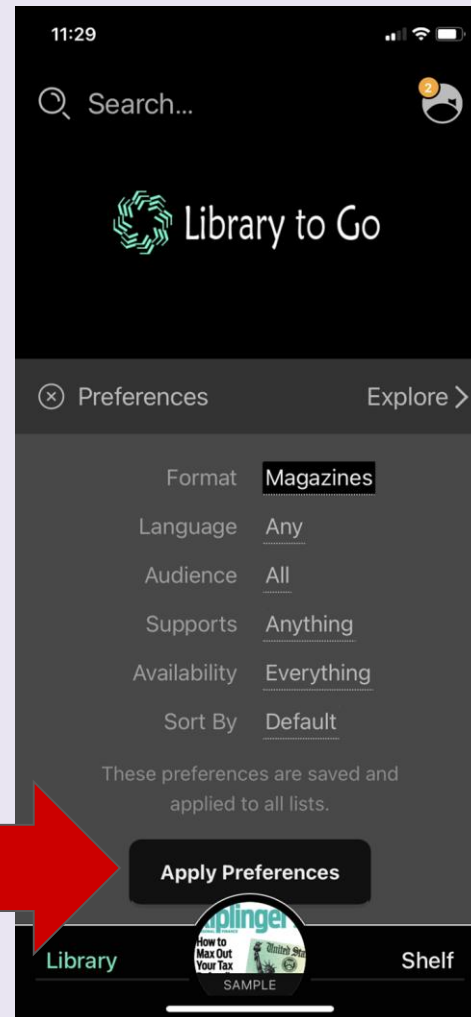 11:29
Search...
2
Library to Go
Preferences
Explore
Format Magazines
Language Any
Audience All
Supports Anything
Availability Everything
Sort By Default
These preferences are saved and
applied to all lists.
Apply Preferences
How to
Max Out
Your Tax
United
SAMPLE
Library
Shelf